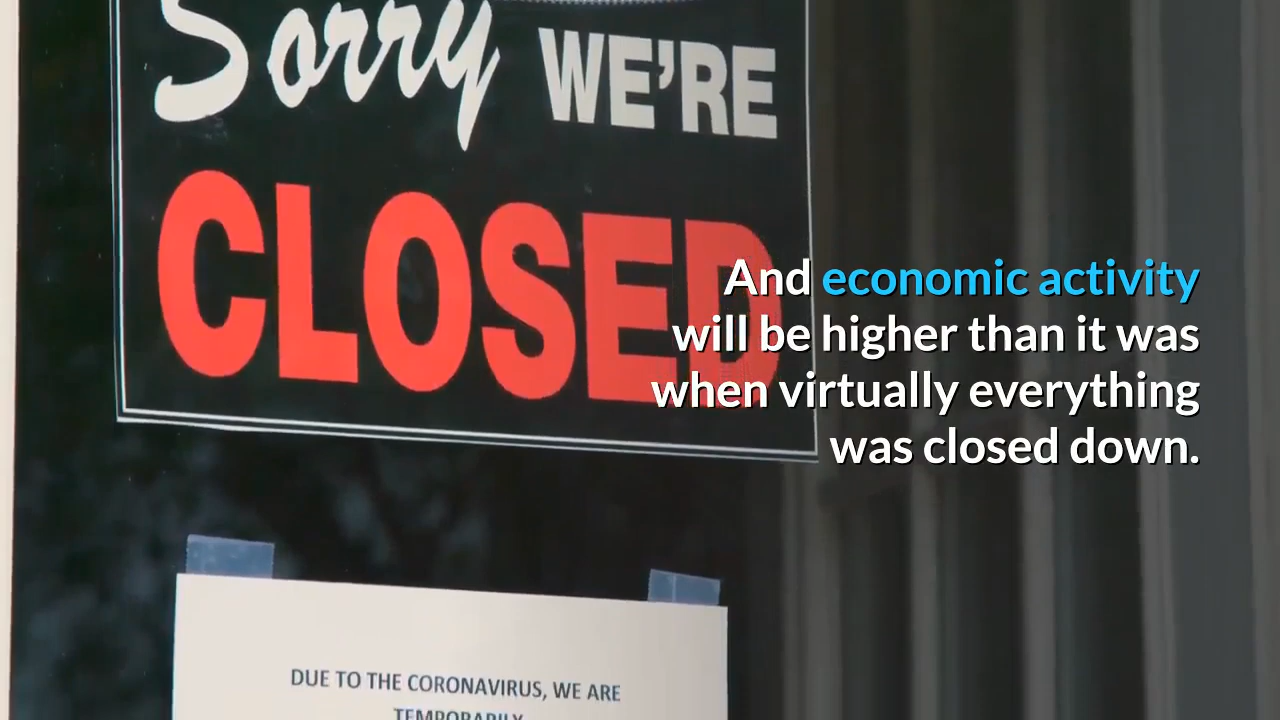 Sorry WE'RE
CLOSED
And economic activity
will be higher than it was
when virtually everything
was closed down.
DUE TO THE CORONAVIRUS, WE ARE
TEMPORARILY